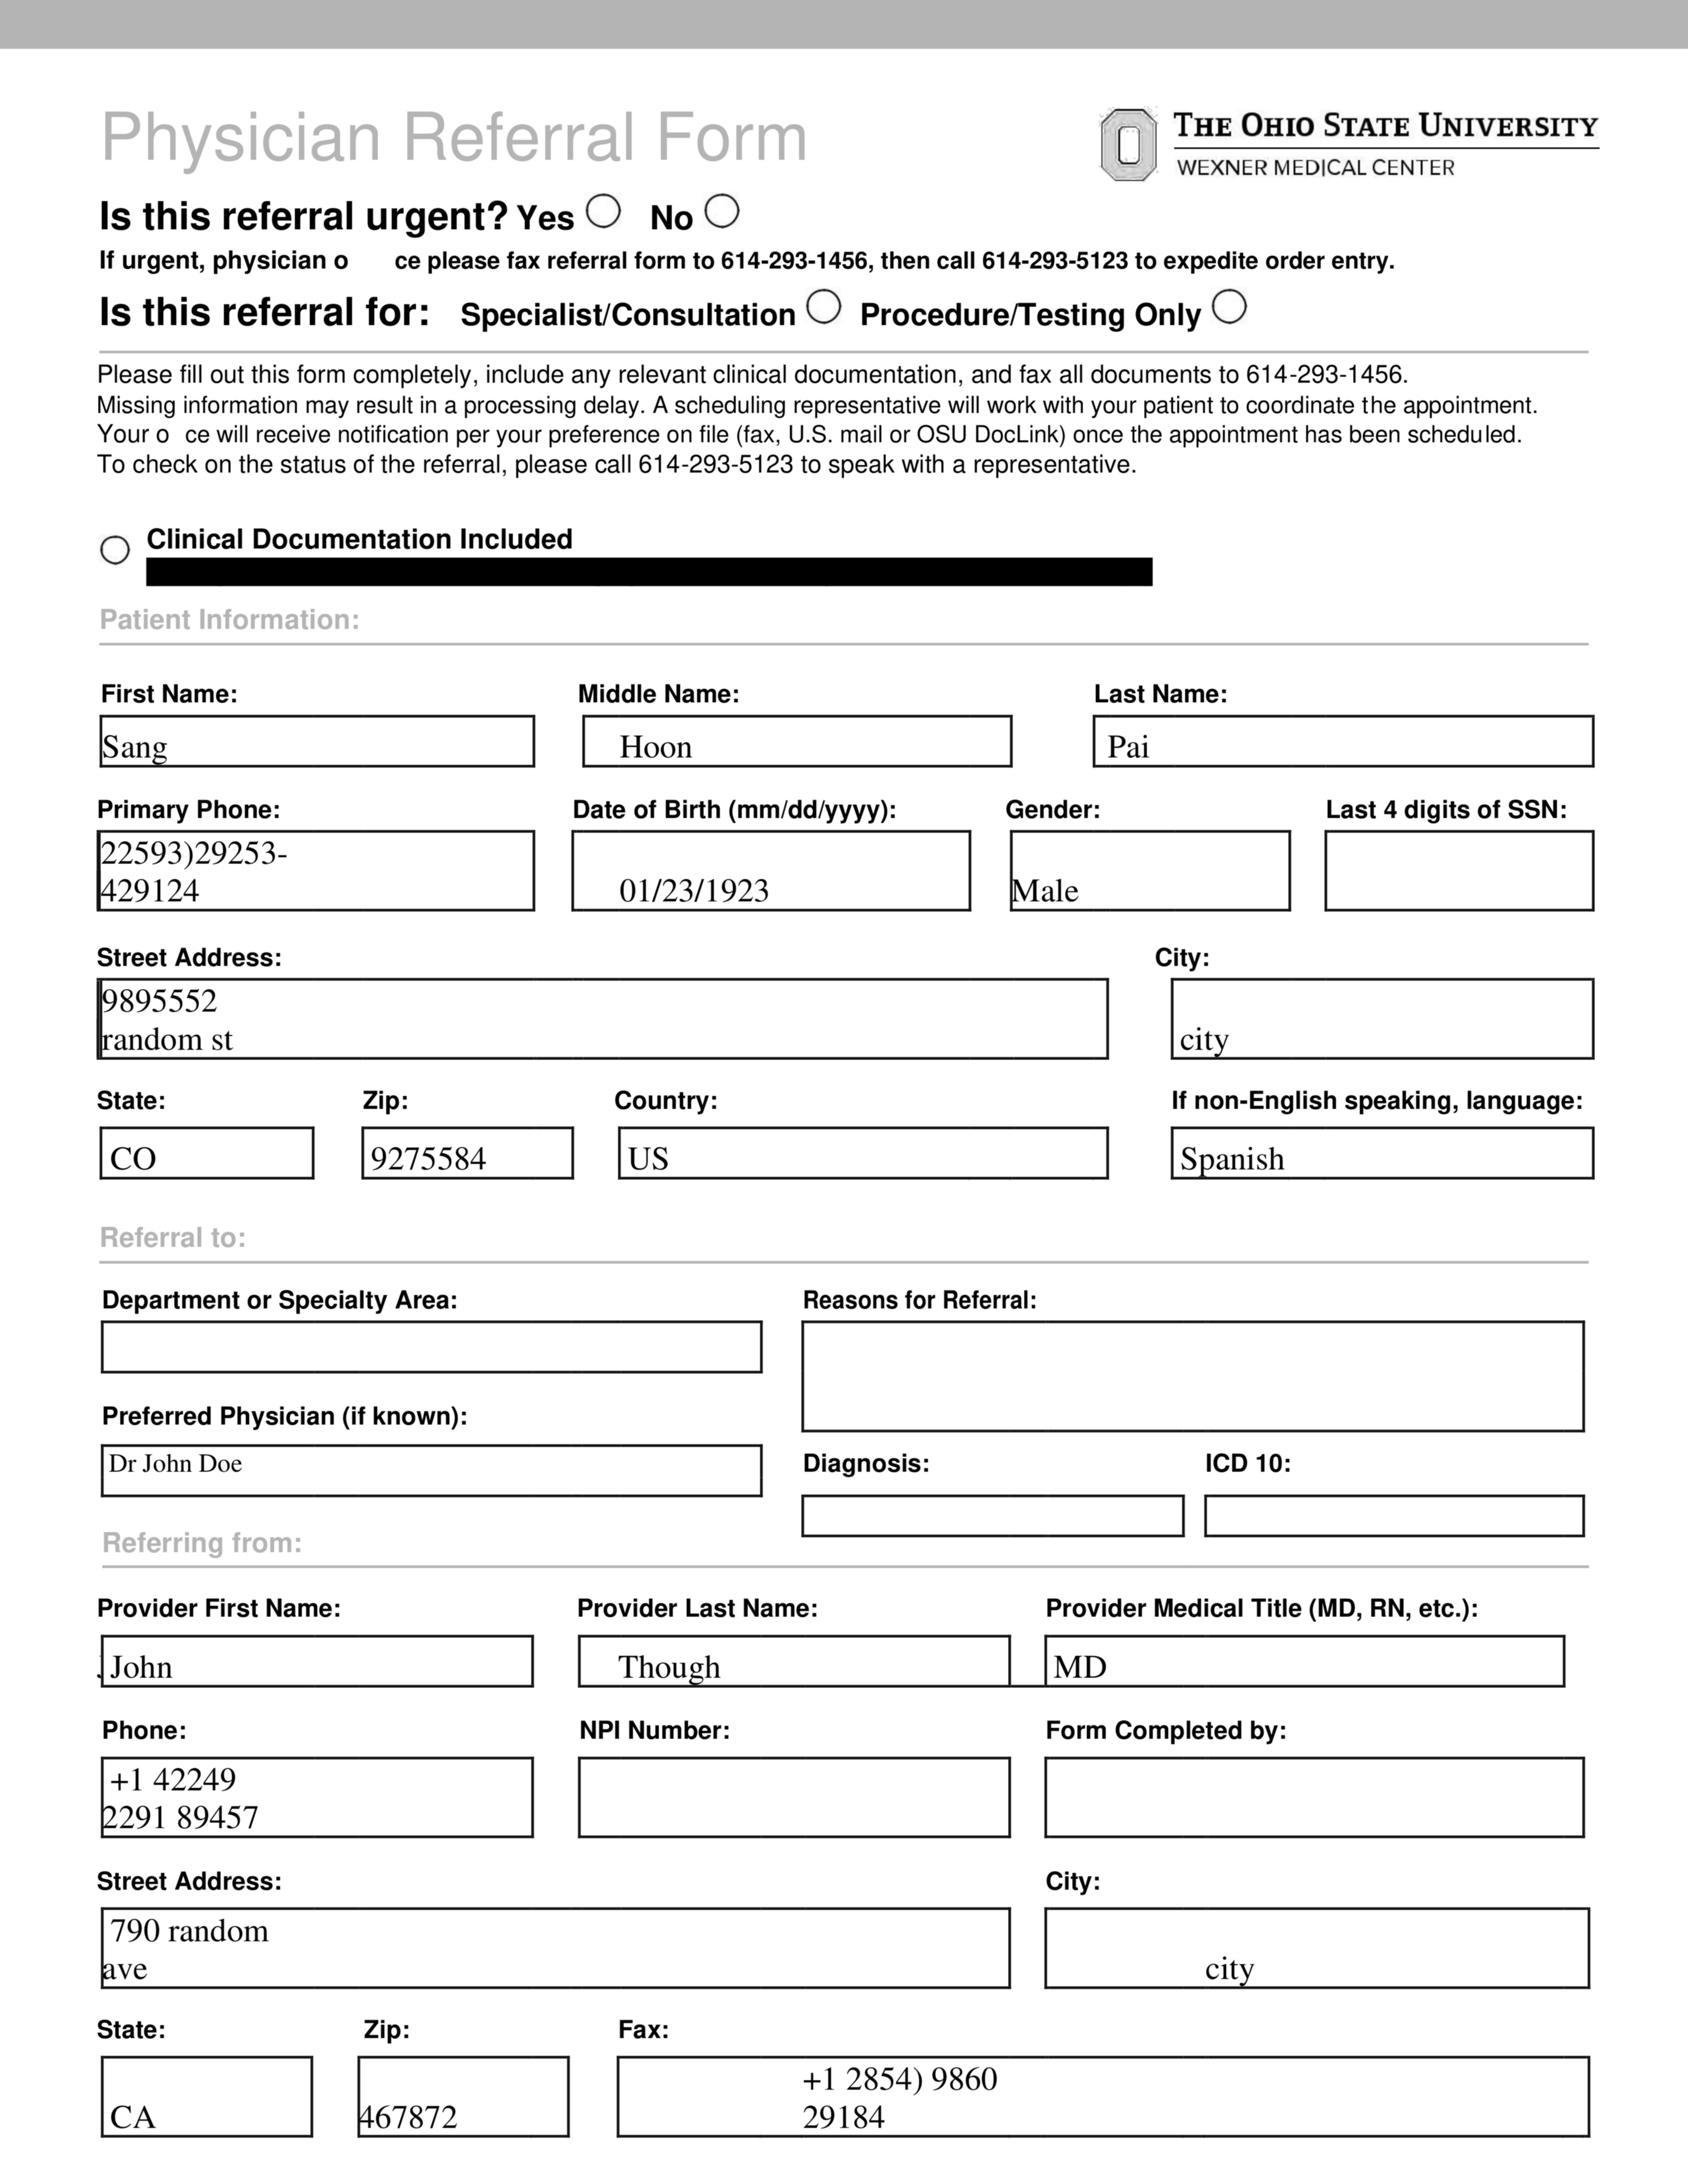 Physician Referral Form
THE OHIO STATE UNIVERSITY
WEXNER MEDICAL CENTER
Is this referral urgent? Yes No
If urgent, physician o ce please fax referral form to 614-293-1456, then call 614-293-5123 to expedite order entry.
Is this referral for: Specialist/Consultation Procedure/Testing Only
Please fill out this form completely, include any relevant clinical documentation, and fax all documents to 614-293-1456.
Missing information may result in a processing delay. A scheduling representative will work with your patient to coordinate the appointment.
Your o ce will receive notification per your preference on file (fax, U.S. mail or OSU DocLink) once the appointment has been scheduled.
To check on the status of the referral, please call 614-293-5123 to speak with a representative.
Clinical Documentation Included
Patient Information:
First Name: Middle Name: Last Name:
Sang Hoon Pai
Primary Phone: Date of Birth (mm/dd/yyyy): Gender: Last 4 digits of SSN:
22593)29253-
429124 01/23/1923 Male
Street Address: City:
9895552
random st city
State: Zip: Country: If non-English speaking, language:
CO 9275584 US Spanish
Referral to:
Department or Specialty Area: Reasons for Referral:
Preferred Physician (if known):
Dr John Doe
Diagnosis: ICD 10:
Referring from:
Provider First Name: Provider Last Name: Provider Medical Title (MD, RN, etc.):
John Though MD
Phone: NPI Number: Form Completed by:
+1 42249
2291 89457
Street Address: City:
790 random
ave city
State: Zip: Fax:
+1 2854) 9860
CA 467872 29184